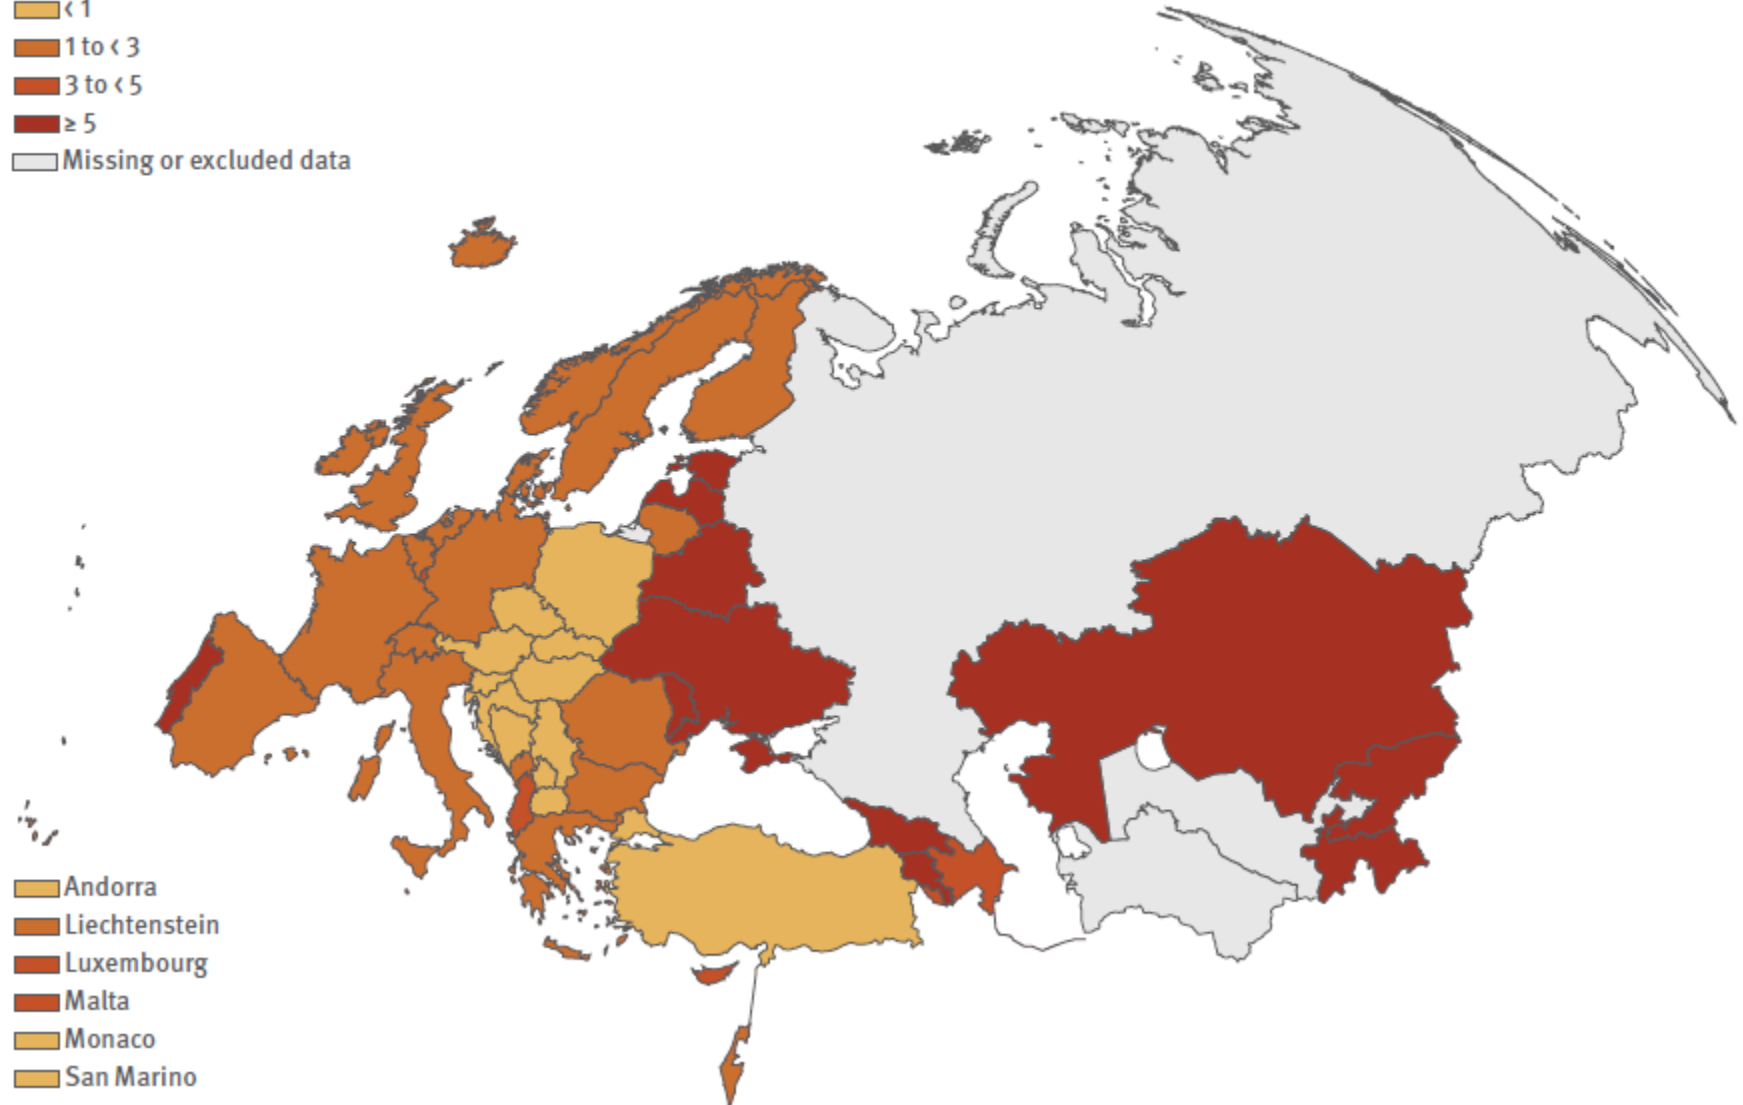 < 1
1 to < 3
3 to < 5
≥ 5
Missing or excluded data
Andorra
Liechtenstein
Luxembourg
Malta
Monaco
San Marino